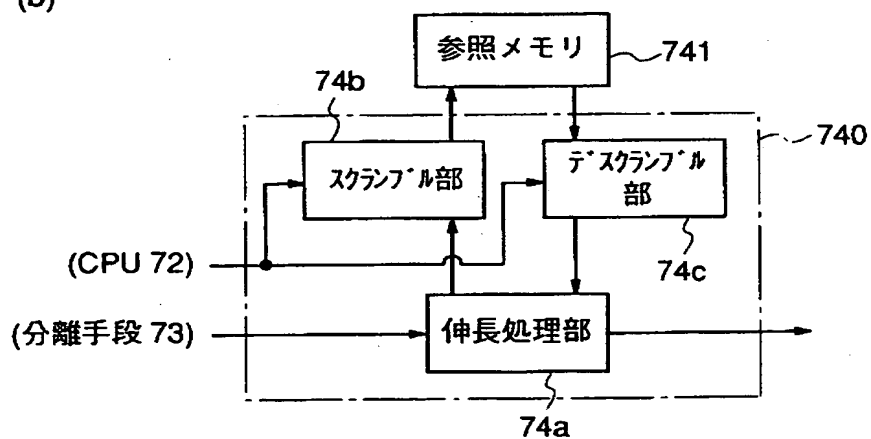 (b)
参照メモリ
741
74b
740
スクランブル部
デスクランブル
部
(CPU 72)
74c
(分離手段 73)
伸長処理部
74a